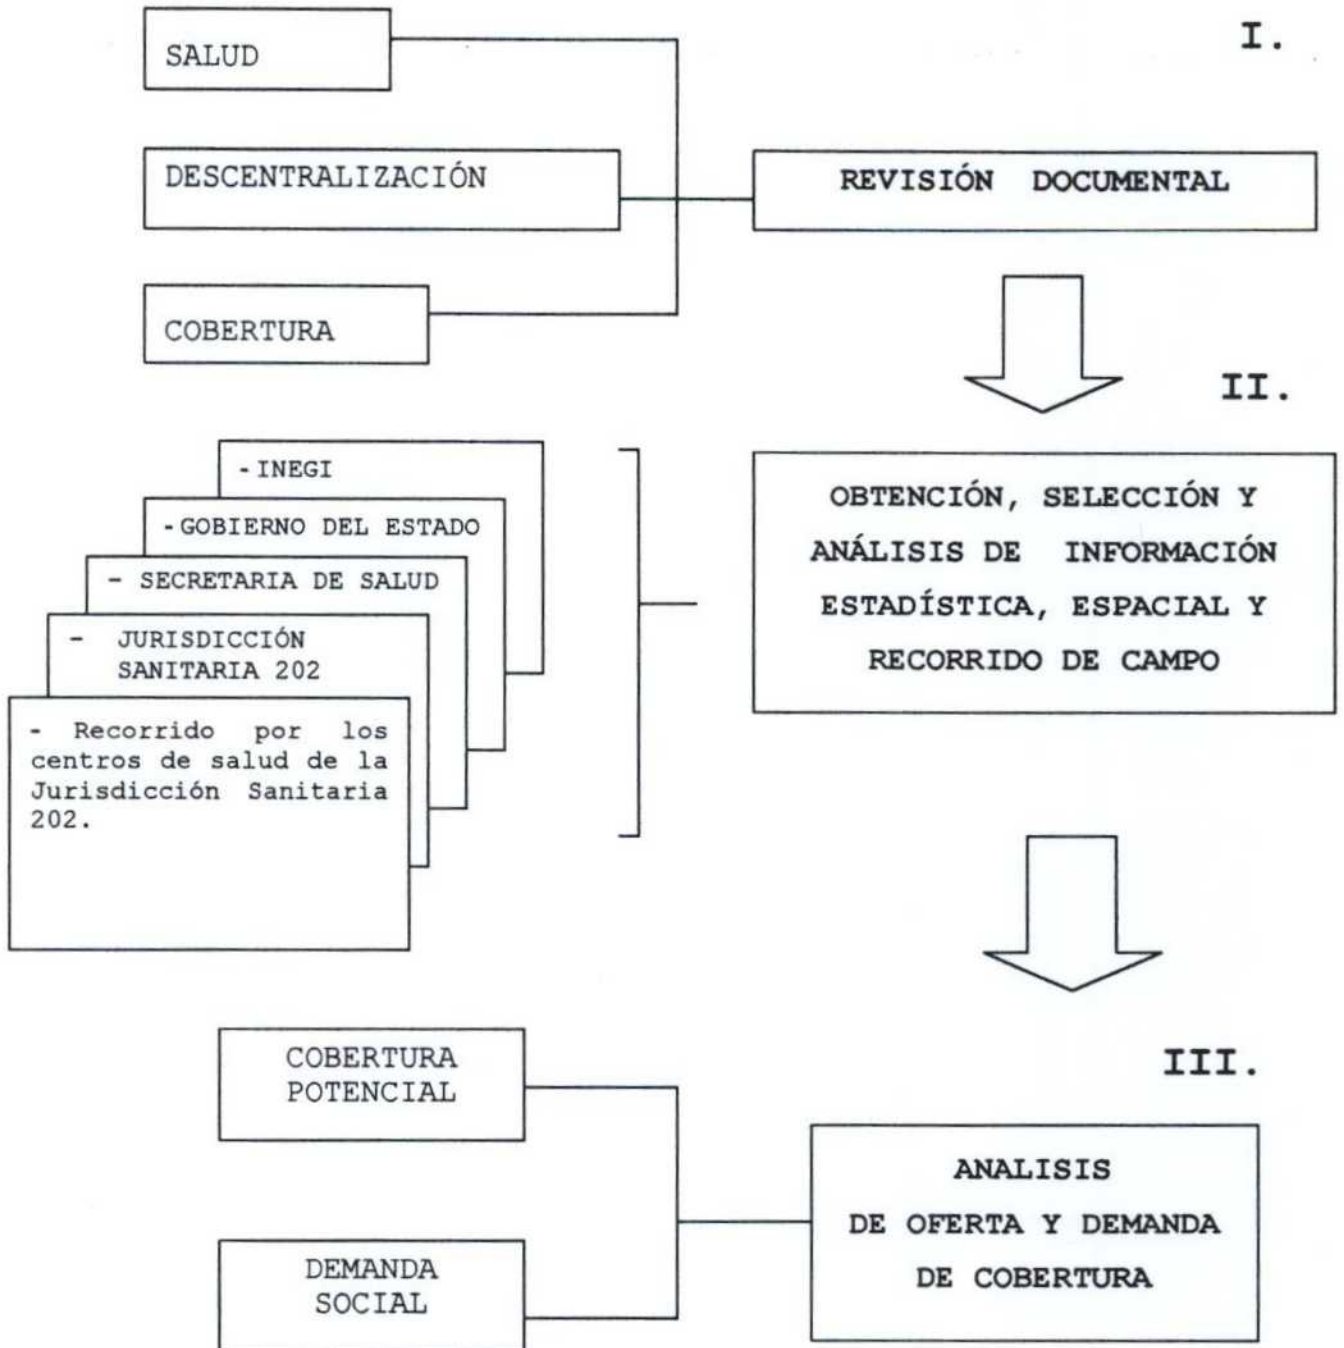 I.
SALUD
DESCENTRALIZACIÓN
REVISIÓN DOCUMENTAL
COBERTURA
II.
- INEGI
- GOBIERNO DEL ESTADO
- SECRETARIA DE SALUD
- JURISDICCIÓN
SANITARIA 202
- Recorrido por los
centros de salud de la
Jurisdicción Sanitaria
202.
OBTENCIÓN, SELECCIÓN Y
ANÁLISIS DE INFORMACIÓN
ESTADÍSTICA, ESPACIAL Y
RECORRIDO DE CAMPO
III.
COBERTURA
POTENCIAL
DEMANDA
SOCIAL
ANALISIS
DE OFERTA Y DEMANDA
DE COBERTURA